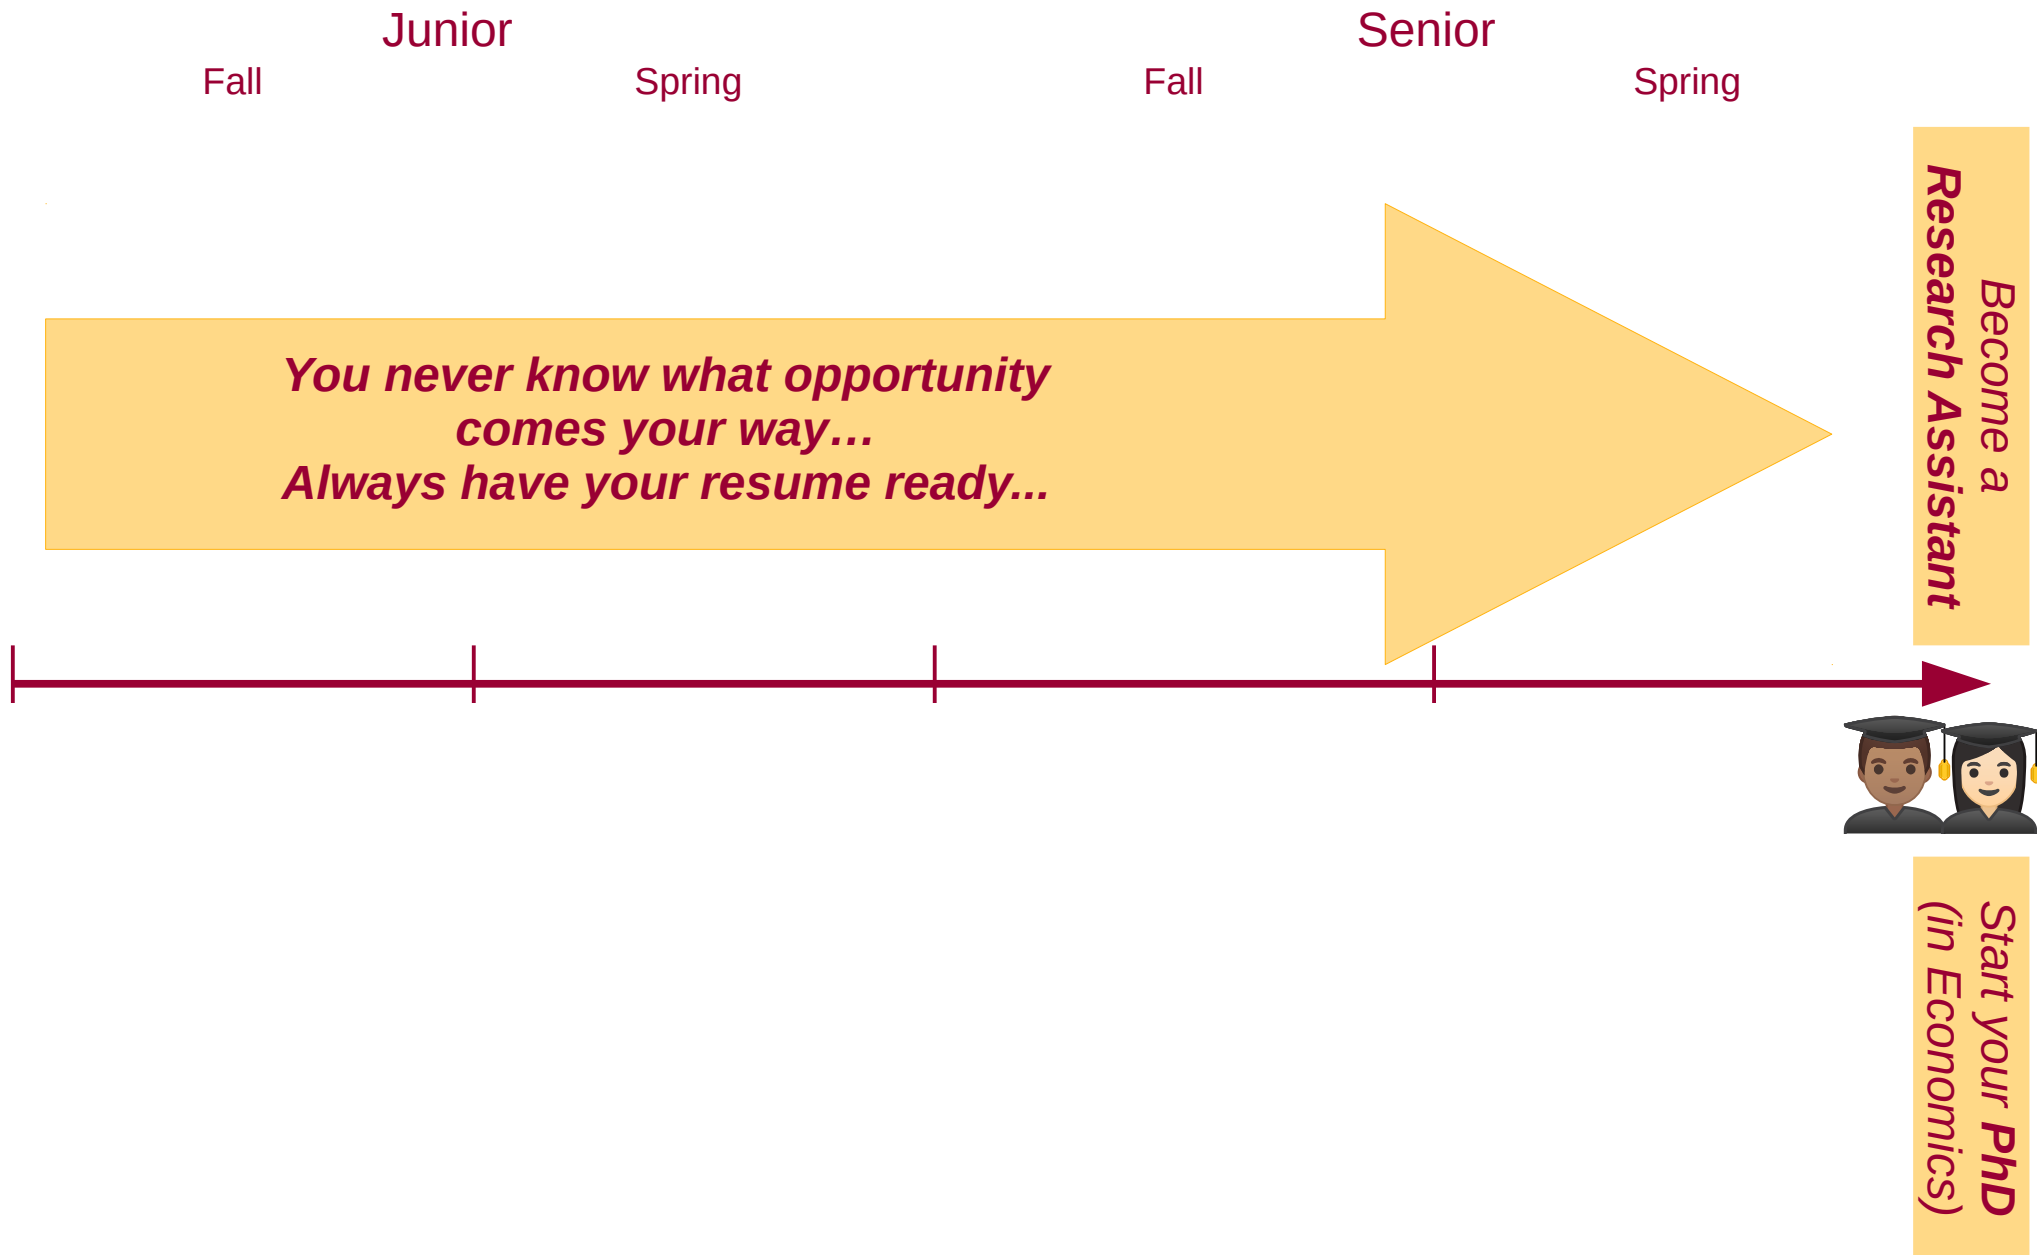 Junior
Senior
Fall
Spring
Fall
Spring
You never know what opportunity
comes your way…
Always have your resume ready...
Become a
Research Assistant
Start your PhD
(in Economics)